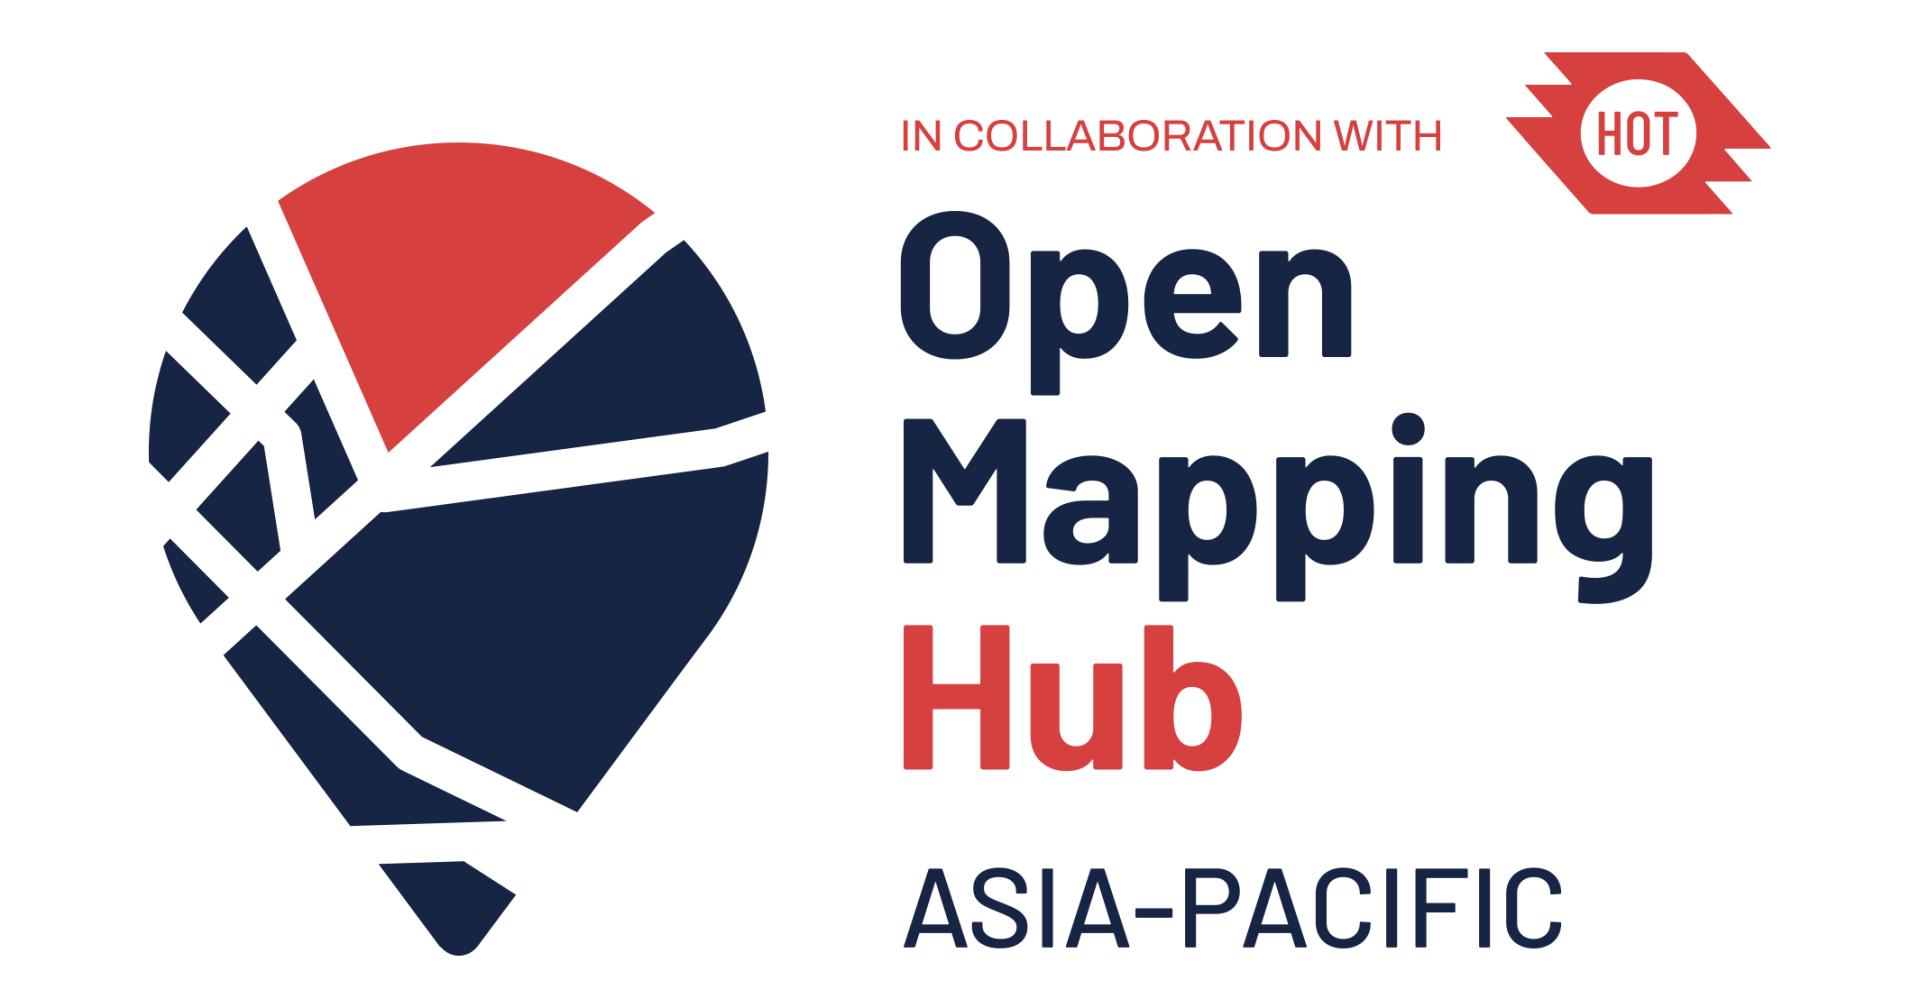 IN COLLABORATION WITH HOT
Open
Mapping
Hub
ASIA-PACIFIC